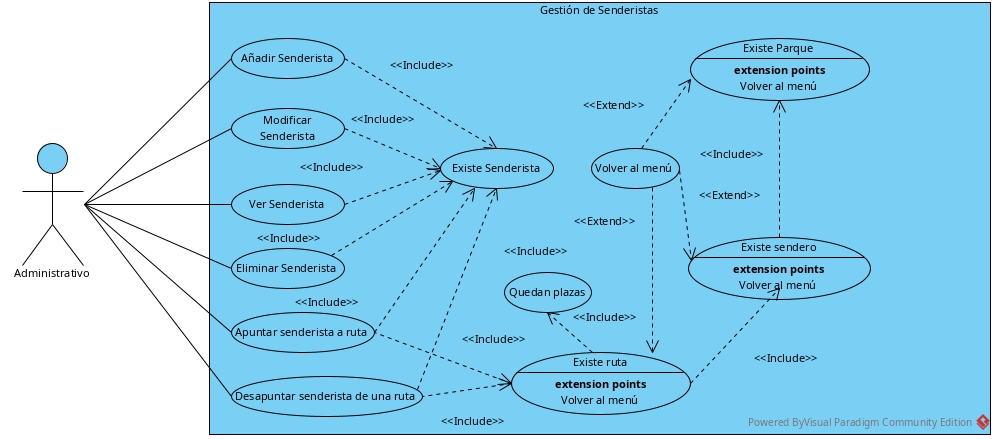 Gestión de Senderistas
Añadir Senderista
<<Include>>
Existe Parque
extension points
Volver al menú
<<Extend>>
Modificar
Senderista
<<Include>>
<<Include>>
<<Include>>
Existe Senderista
Volver al menú
Ver Senderista
<<Extend>>
<<Extend>>
<<Include>>
Existe sendero
extension points
Volver al menú
<<Include>>
Eliminar Senderista
Administrativo
Quedan plazas
<<Include>>
<<Include>>
Apuntar senderista a ruta
<<Include>>
<<Include>>
Existe ruta
extension points
Volver al menú
Desapuntar senderista de una ruta
<<Include>>
Powered ByVisual Paradigm Community Edition